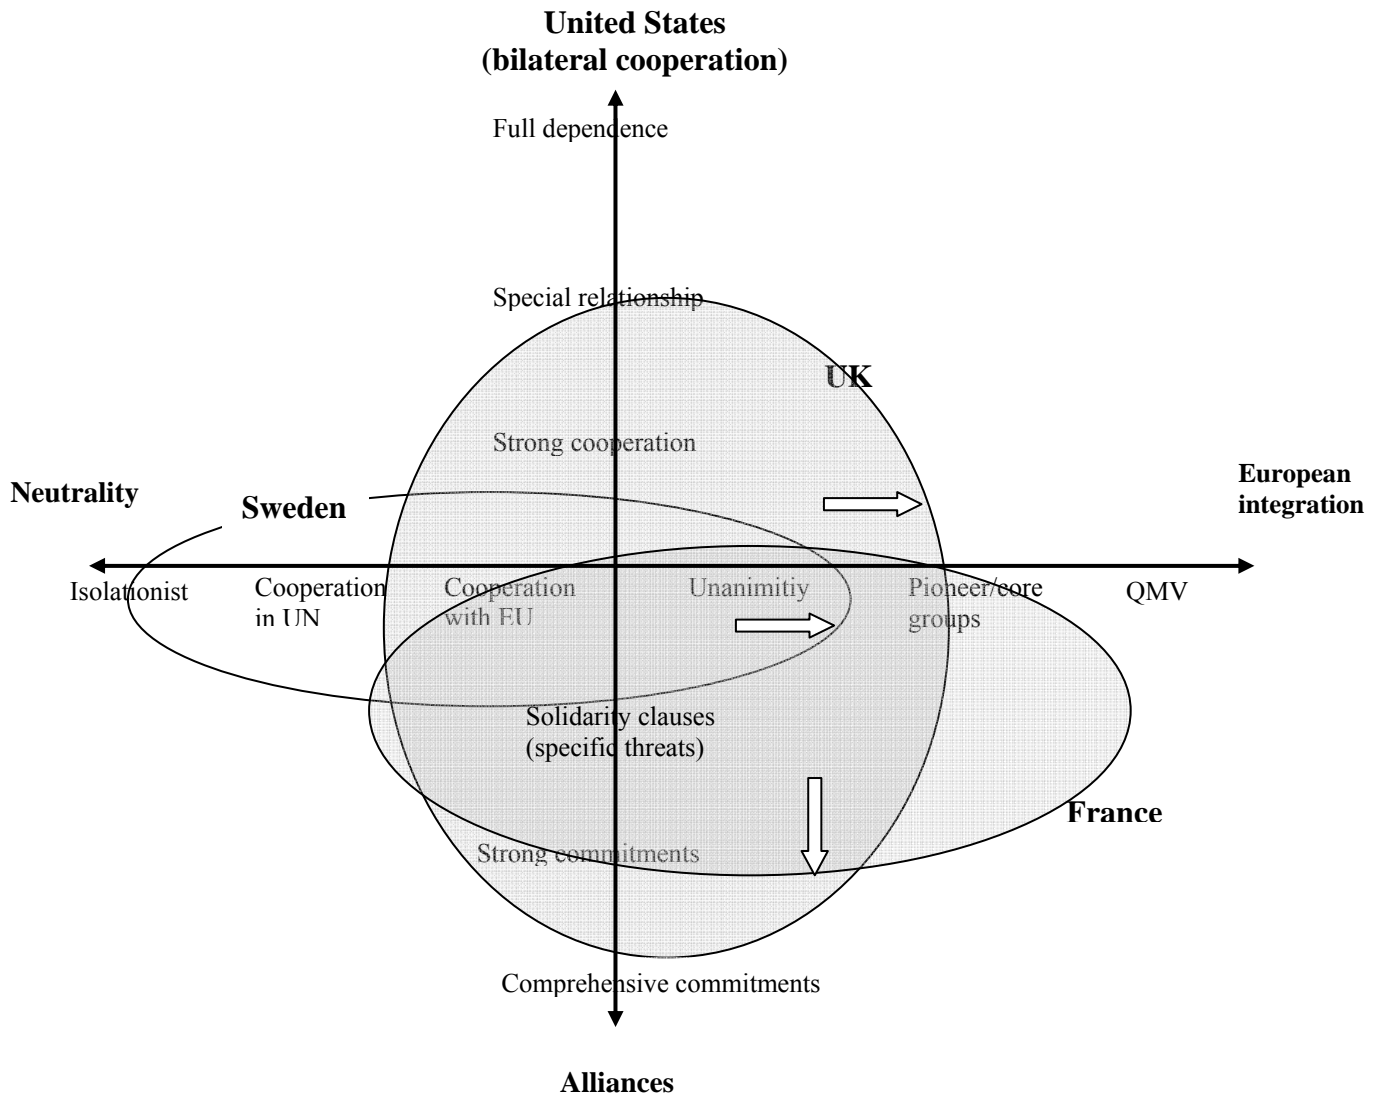 United States
(bilateral cooperation)
Full dependence
Special relationship
UK
Strong cooperation
Neutrality
Sweden
European
integration
Isolationist
Cooperation
in UN
Cooperation
with EU
Unanimitiy
Pioneer/core
groups
QMV
Solidarity clauses
(specific threats)
France
Strong commitments
Comprehensive commitments
Alliances